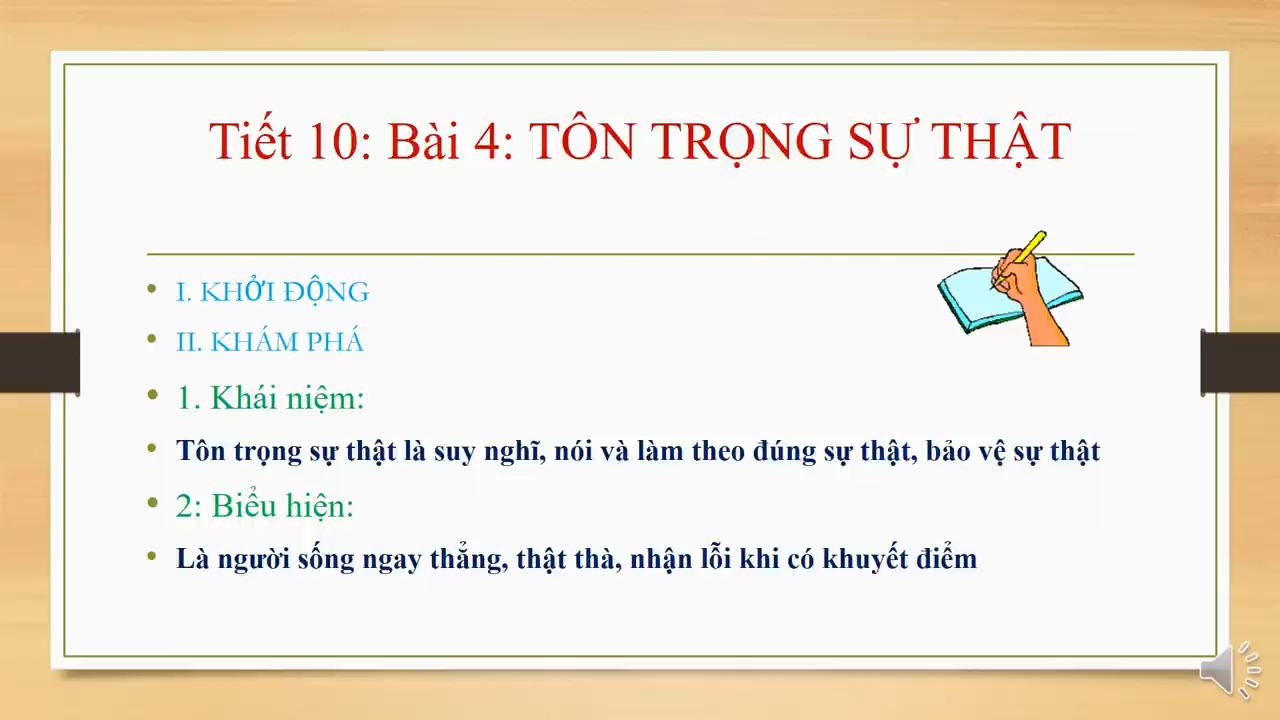 Tiết 10: Bài 4: TÔN TRỌNG SỰ THẬT
• I. KHỞI ĐỘNG
• II. KHÁM PHÁ
• 1. Khái niệm:
• Tôn trọng sự thật là suy nghĩ, nói và làm theo đúng sự thật, bảo vệ sự thật
• 2: Biểu hiện:
• Là người sống ngay thẳng, thật thà, nhận lỗi khi có khuyết điểm